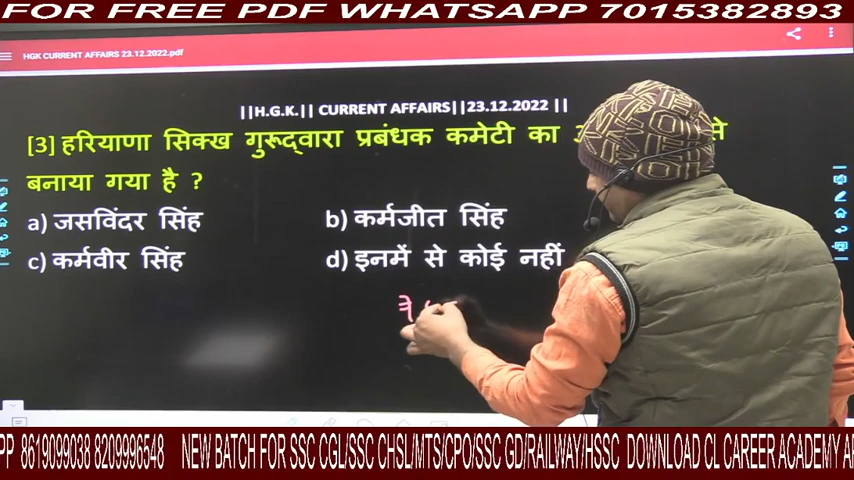 FOR FREE PDF WHATSAPP 7015382893
HGK CURRENT AFFAIRS 23.12.2022.pdf
||H.G.K.|| CURRENT AFFAIRS||23.12.2022 ||
[3] हरियाणा सिक्ख गुरूद्वारा प्रबंधक कमेटी का से
बनाया गया है ?
a) जसविंदर सिंह b) कर्मजीत सिंह
c) कर्मवीर सिंह d) इनमें से कोई नहीं
PP 8619099038 8209996548 NEW BATCH FOR SSC CGL/SSC CHSL/MTS/CPO/SSC GD/RAILWAY/HSSC DOWNLOAD CL CAREER ACADEMY